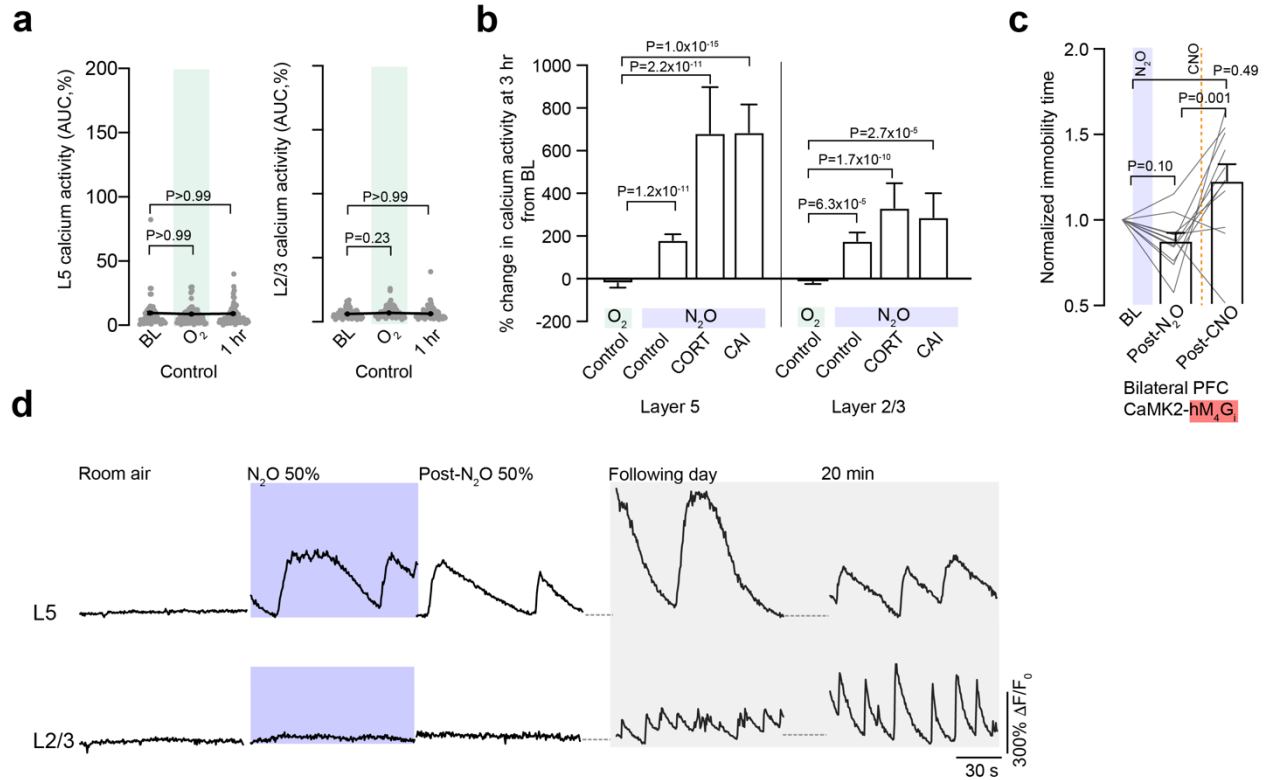 a
L5 calcium activity (AUC,%)
200
150
100
50
0
P>0.99
P>0.99
BL
O₂
1 hr
Control
L2/3 calcium activity (AUC,%)
P>0.99
P=0.23
BL
O₂
1 hr
Control
b
% change in calcium activity at 3 hr
from BL
1000
800
600
400
200
0
-200
P=1.0x10⁻¹⁵
P=2.2x10⁻¹¹
P=1.2x10⁻¹¹
P=2.7x10⁻⁵
P=1.7x10⁻¹⁰
P=6.3x10⁻⁵
O₂
N₂O
O₂
N₂O
Control
Control
CORT
CAI
Control
Control
CORT
CAI
Layer 5
Layer 2/3
c
Normalized immobility time
2.0
1.5
1.0
0.5
N₂O
CNO
P=0.49
P=0.001
P=0.10
BL
Post-N₂O
Post-CNO
Bilateral PFC
CaMK2-hM₄Gᵢ
d
Room air
N₂O 50%
Post-N₂O 50%
Following day
20 min
L5
L2/3
300% ΔF/F₀
30 s